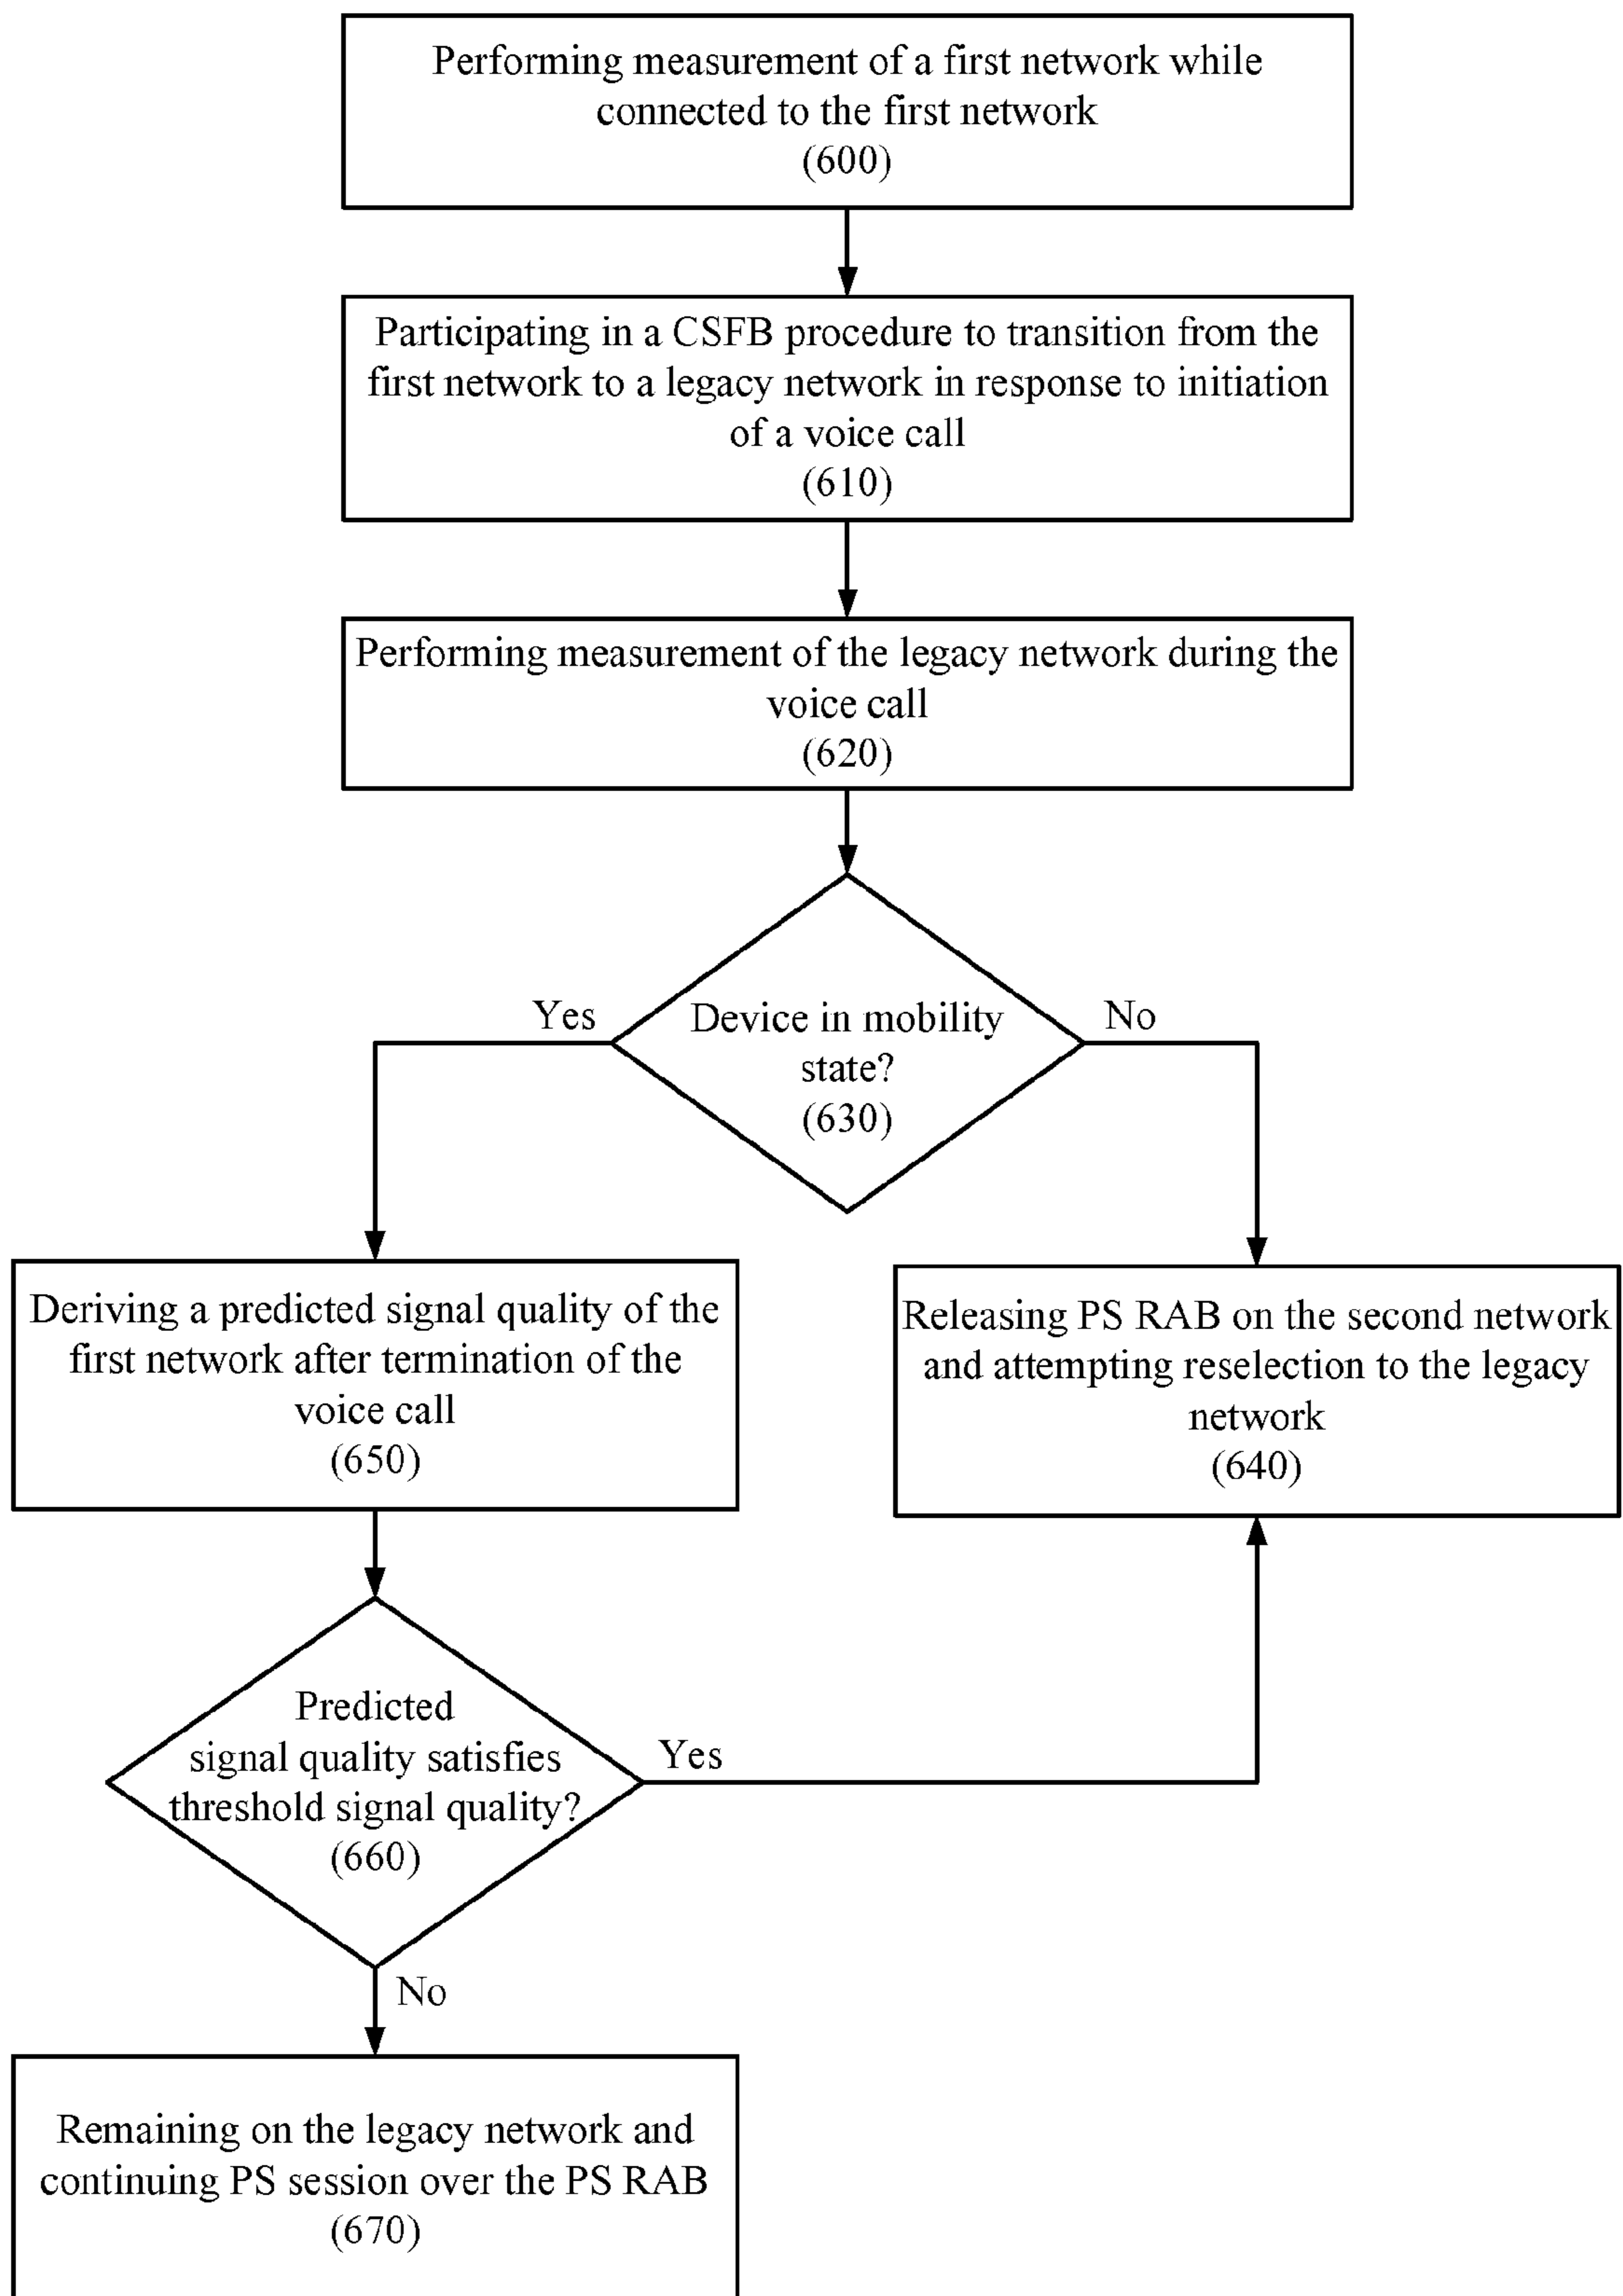 Performing measurement of a first network while
connected to the first network
(600)
Participating in a CSFB procedure to transition from the
first network to a legacy network in response to initiation
of a voice call
(610)
Performing measurement of the legacy network during the
voice call
(620)
Yes
Device in mobility
state?
(630)
No
Deriving a predicted signal quality of the
first network after termination of the
voice call
(650)
Releasing PS RAB on the second network
and attempting reselection to the legacy
network
(640)
Predicted
signal quality satisfies
threshold signal quality?
(660)
Yes
No
Remaining on the legacy network and
continuing PS session over the PS RAB
(670)